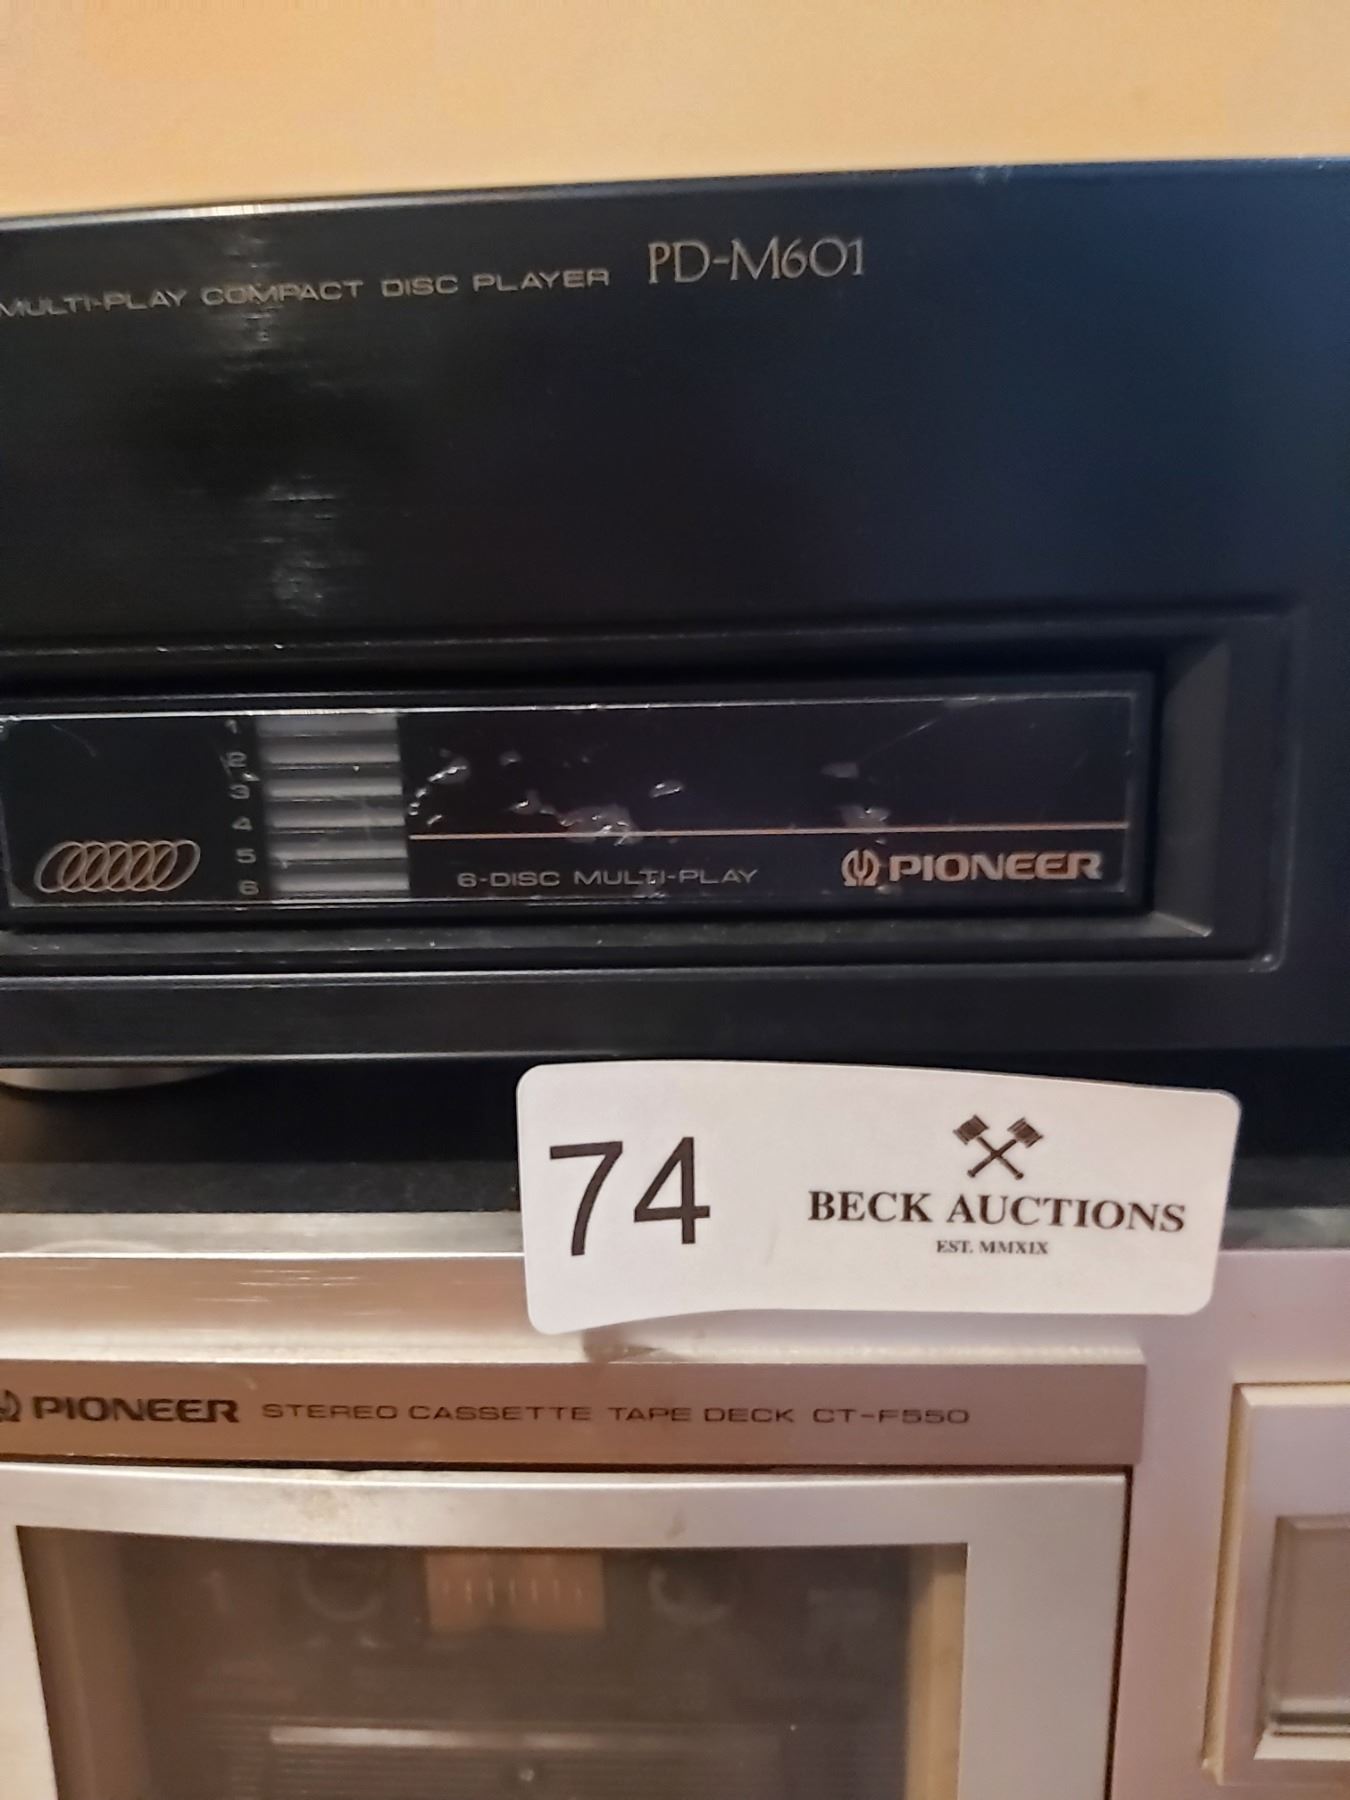 MULTI-PLAY COMPACT DISC PLAYER PD-M601
1
2
3
4
5
6
6-DISC MULTI-PLAY PIONEER
74
BECK AUCTIONS
EST. MMXIX
PIONEER STEREO CASSETTE TAPE DECK CT-F550